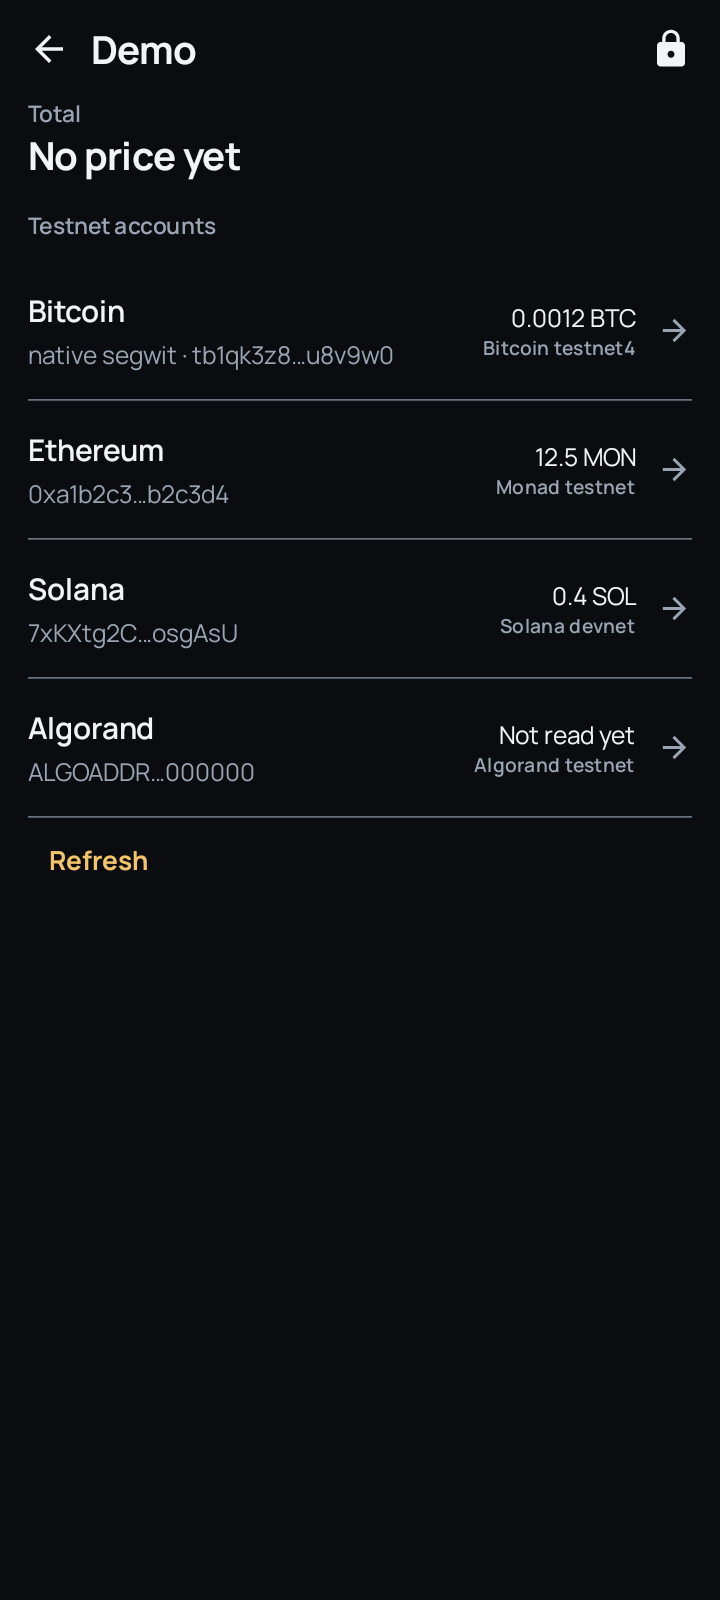 Demo
Total
No price yet
Testnet accounts
Bitcoin
native segwit · tb1qk3z8…u8v9w0
0.0012 BTC
Bitcoin testnet4
Ethereum
0xa1b2c3…b2c3d4
12.5 MON
Monad testnet
Solana
7xKXtg2C…osgAsU
0.4 SOL
Solana devnet
Algorand
ALGOADDR…000000
Not read yet
Algorand testnet
Refresh